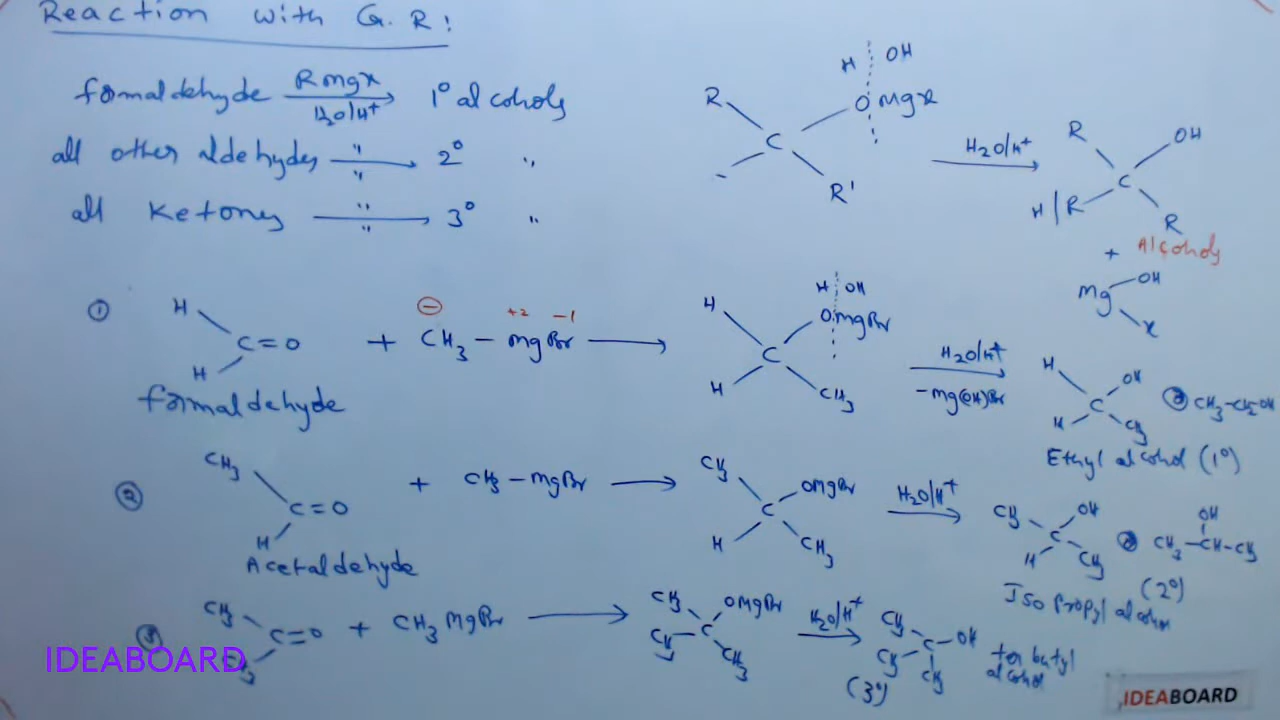 Reaction with G.R:
formaldehyde RMgX H2O/H+ 1° alcohols
all other aldehydes " " 2° "
all Ketones " " 3° "
H OH
R C OMgX
R'
H2O/H+
R C OH
H/R R
+ Alcohols
Mg OH
X
① H C=O + CH3 - MgBr
H
⊖ +2 -1
formaldehyde
H OH
H C OMgBr
H CH3
H2O/H+
-Mg(OH)Br
H C OH
H CH3
CH3-CH2-OH
Ethyl alcohol (1°)
② CH3 C=O + CH3 - MgBr
H
Acetaldehyde
CH3 C OMgBr
H CH3
H2O/H+
CH3 C OH
H CH3
OH
CH3-CH-CH3
Iso propyl alcohol (2°)
③ CH3 C=O + CH3MgBr
CH3
CH3 C OMgBr
CH3 CH3
H2O/H+
CH3 C OH
CH3 CH3
(3°)
ter butyl
alcohol
IDEABOARD
IDEABOARD